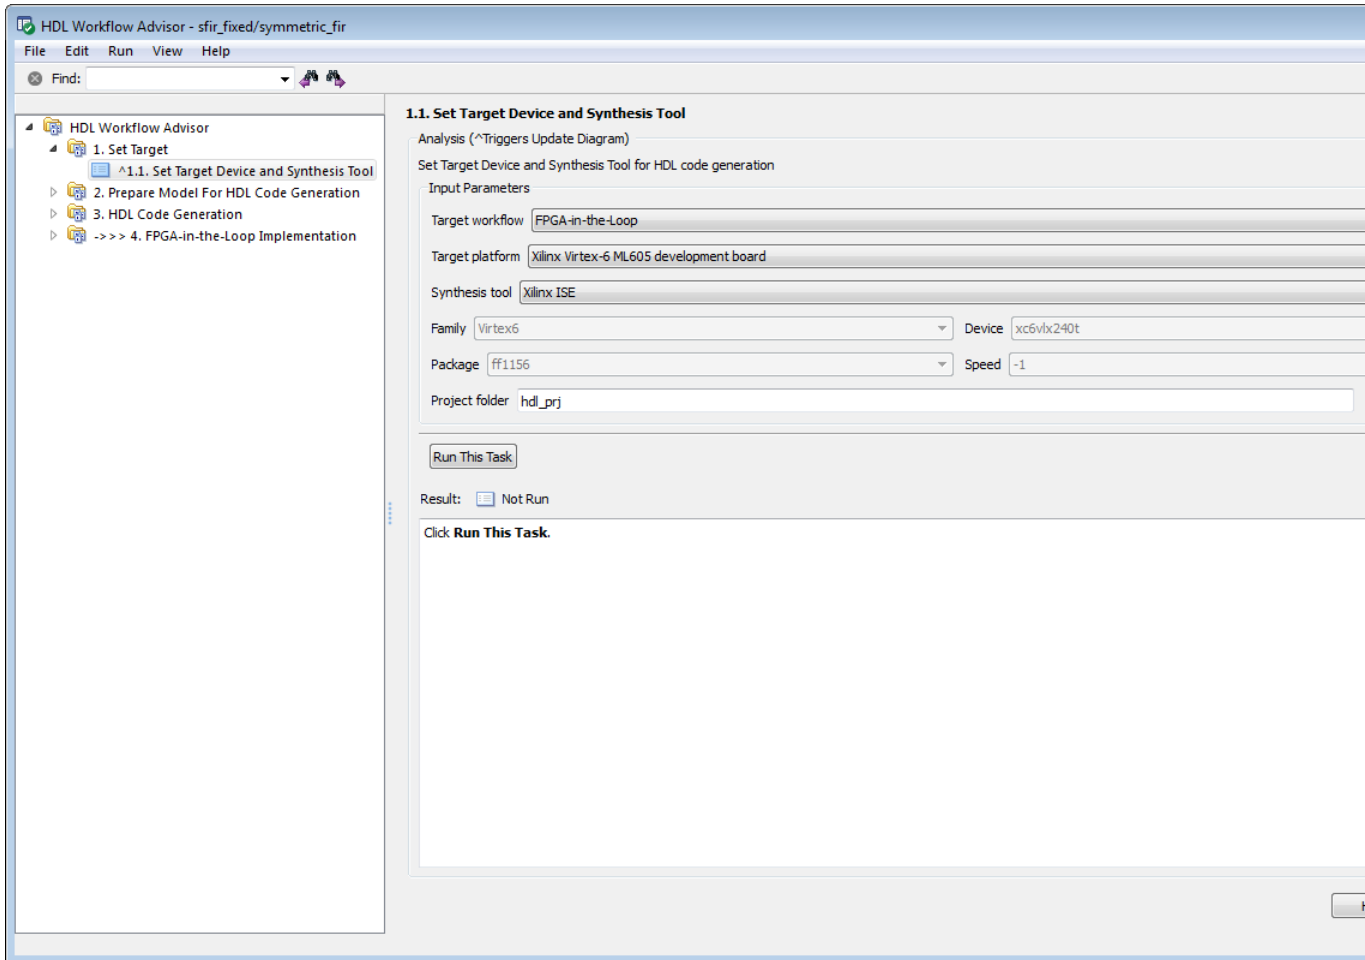 HDL Workflow Advisor - sfir_fixed/symmetric_fir
File Edit Run View Help
Find:
HDL Workflow Advisor
1. Set Target
^1.1. Set Target Device and Synthesis Tool
2. Prepare Model For HDL Code Generation
3. HDL Code Generation
->>> 4. FPGA-in-the-Loop Implementation
1.1. Set Target Device and Synthesis Tool
Analysis (^Triggers Update Diagram)
Set Target Device and Synthesis Tool for HDL code generation
Input Parameters
Target workflow FPGA-in-the-Loop
Target platform Xilinx Virtex-6 ML605 development board
Synthesis tool Xilinx ISE
Family Virtex6 Device xc6vlx240t
Package ff1156 Speed -1
Project folder hdl_prj
Run This Task
Result: Not Run
Click Run This Task.